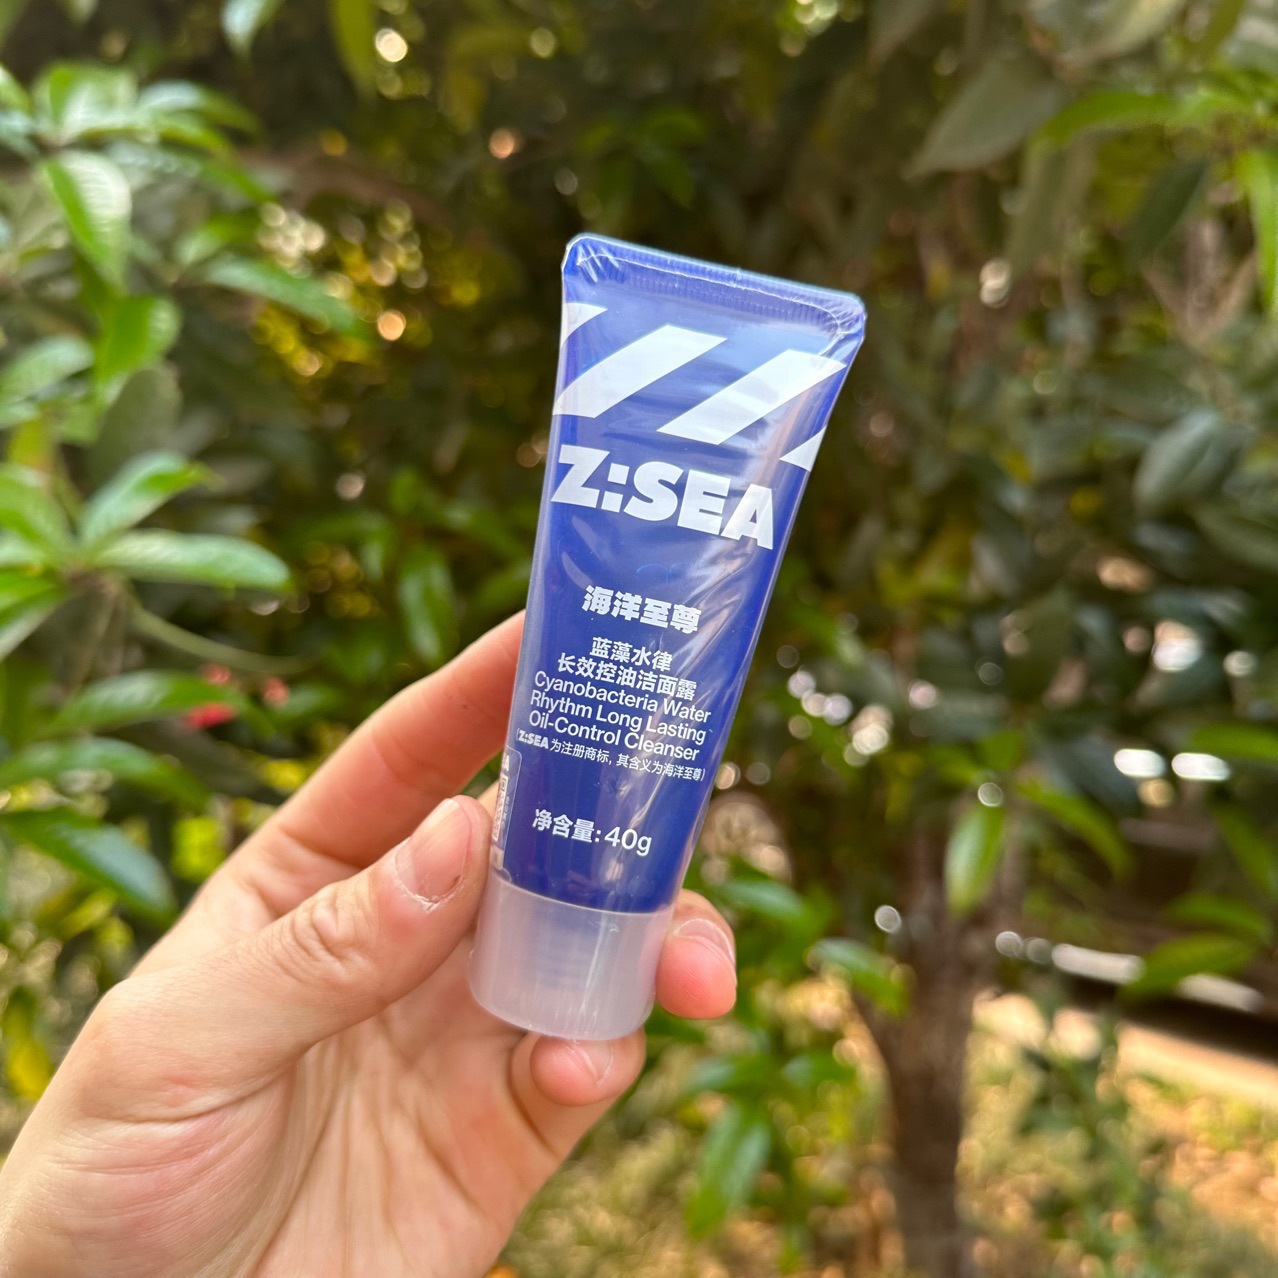 Z:SEA
海洋至尊
蓝藻水律
长效控油洁面露
Cyanobacteria Water
Rhythm Long Lasting
Oil-Control Cleanser
(Z:SEA为注册商标,其含义为海洋至尊)
净含量:40g